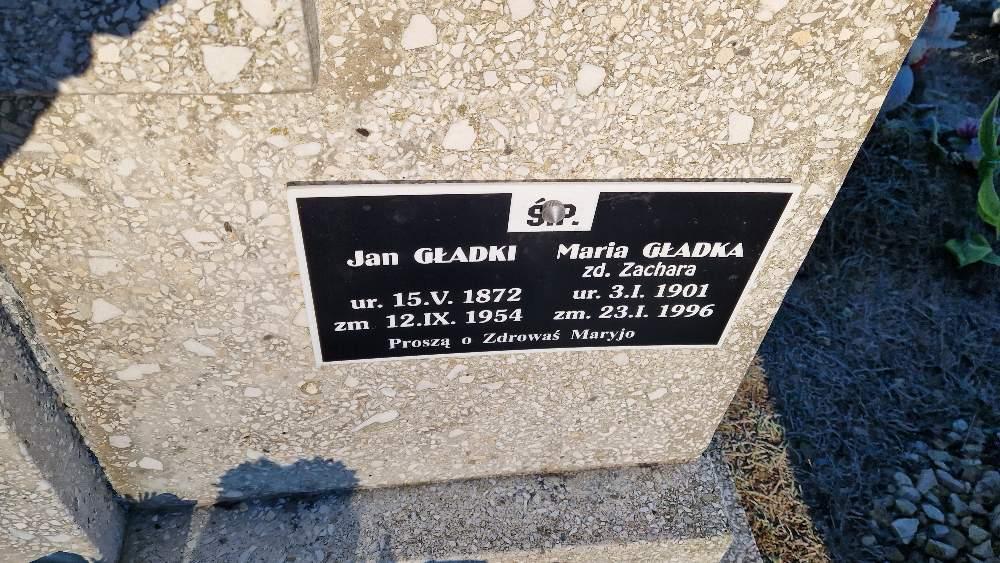 Ś.P.
Jan GŁADKI
ur. 15.V. 1872
zm 12.IX. 1954
Maria GŁADKA
zd. Zachara
ur. 3.I. 1901
zm. 23.I. 1996
Proszą o Zdrowaś Maryjo